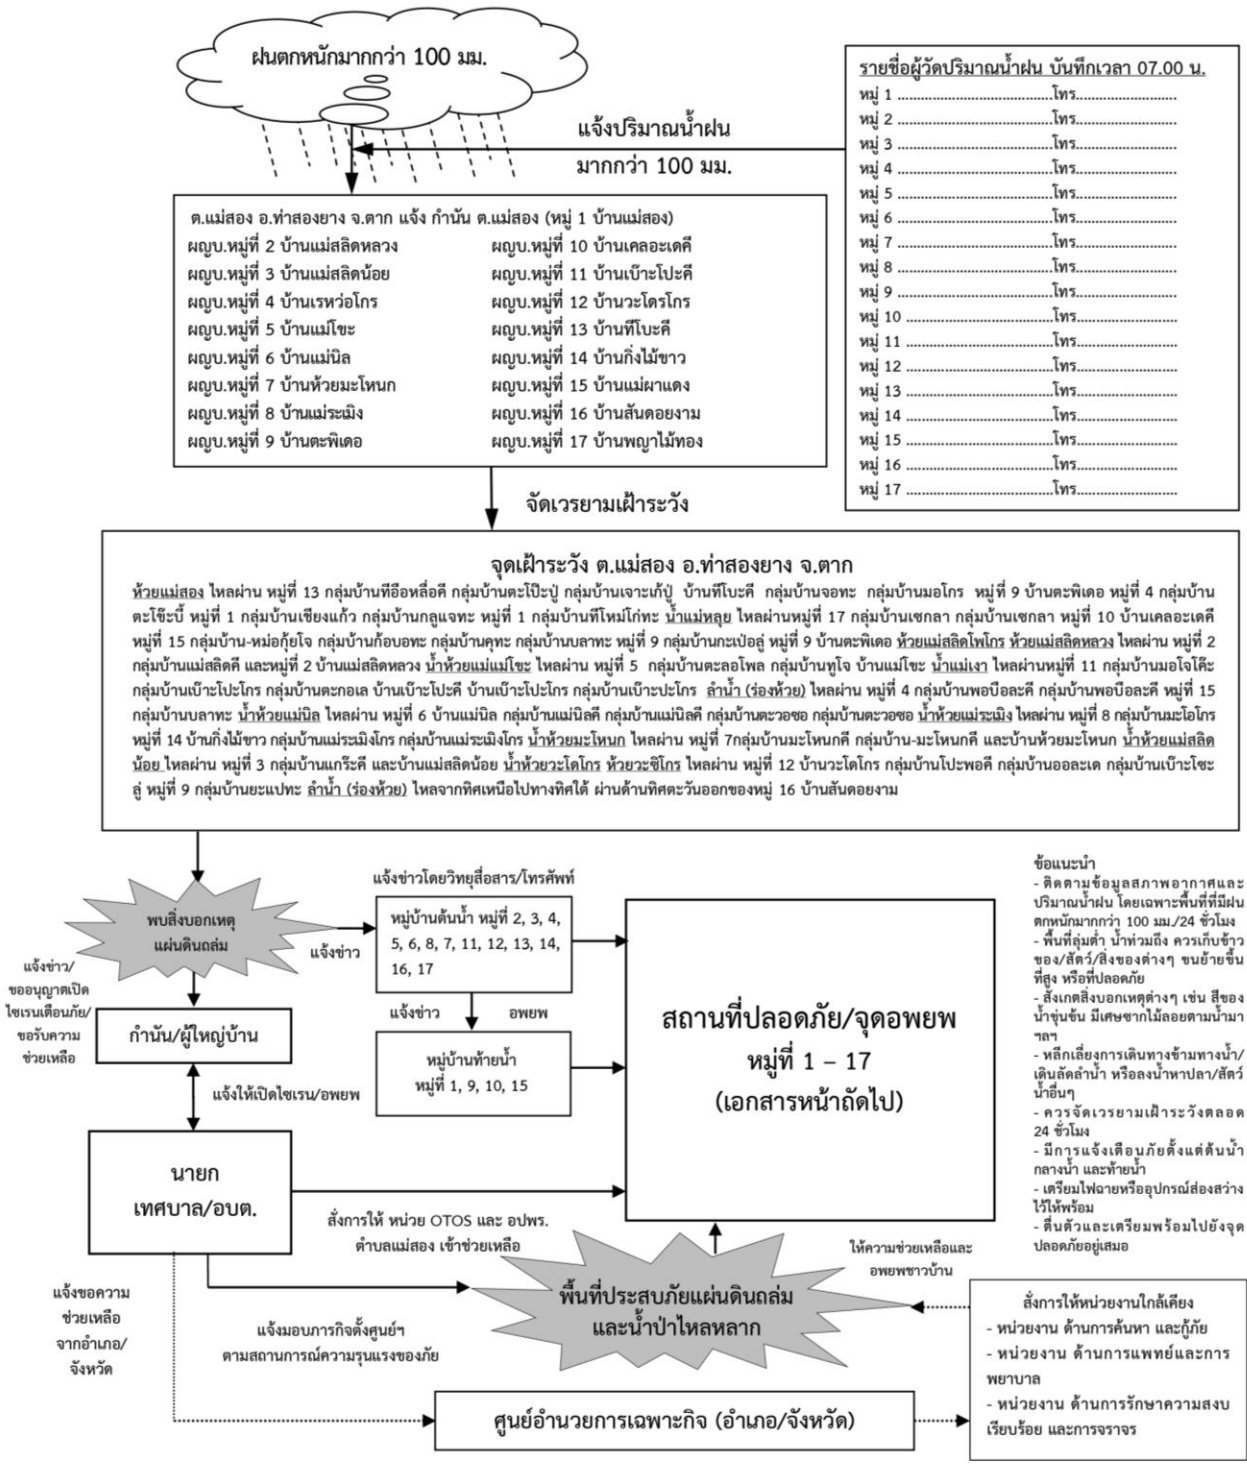 ฝนตกหนักมากกว่า 100 มม.
แจ้งปริมาณน้ำฝน
มากกว่า 100 มม.
รายชื่อผู้วัดปริมาณน้ำฝน บันทึกเวลา 07.00 น.
หมู่ 1 ......................................โทร.........................
หมู่ 2 ......................................โทร.........................
หมู่ 3 ......................................โทร.........................
หมู่ 4 ......................................โทร.........................
หมู่ 5 ......................................โทร.........................
หมู่ 6 ......................................โทร.........................
หมู่ 7 ......................................โทร.........................
หมู่ 8 ......................................โทร.........................
หมู่ 9 ......................................โทร.........................
หมู่ 10 ....................................โทร.........................
หมู่ 11 ....................................โทร.........................
หมู่ 12 ....................................โทร.........................
หมู่ 13 ....................................โทร.........................
หมู่ 14 ....................................โทร.........................
หมู่ 15 ....................................โทร.........................
หมู่ 16 ....................................โทร.........................
หมู่ 17 ....................................โทร.........................
ต.แม่สอง อ.ท่าสองยาง จ.ตาก แจ้ง กำนัน ต.แม่สอง (หมู่ 1 บ้านแม่สอง)
ผญบ.หมู่ที่ 2 บ้านแม่สลิดหลวง
ผญบ.หมู่ที่ 3 บ้านแม่สลิดน้อย
ผญบ.หมู่ที่ 4 บ้านเรหว่อโกร
ผญบ.หมู่ที่ 5 บ้านแม่โขะ
ผญบ.หมู่ที่ 6 บ้านแม่นิล
ผญบ.หมู่ที่ 7 บ้านห้วยมะโหนก
ผญบ.หมู่ที่ 8 บ้านแม่ระเมิง
ผญบ.หมู่ที่ 9 บ้านตะพิเดอ
ผญบ.หมู่ที่ 10 บ้านเคลอะเดคี
ผญบ.หมู่ที่ 11 บ้านเบ๊าะโปะคี
ผญบ.หมู่ที่ 12 บ้านวะโดรโกร
ผญบ.หมู่ที่ 13 บ้านทีโบะคี
ผญบ.หมู่ที่ 14 บ้านกิ่งไม้ขาว
ผญบ.หมู่ที่ 15 บ้านแม่ผาแดง
ผญบ.หมู่ที่ 16 บ้านสันดอยงาม
ผญบ.หมู่ที่ 17 บ้านพญาไม้ทอง
จัดเวรยามเฝ้าระวัง
จุดเฝ้าระวัง ต.แม่สอง อ.ท่าสองยาง จ.ตาก
ห้วยแม่สอง ไหลผ่าน หมู่ที่ 13 กลุ่มบ้านทีอือหลื่อคี กลุ่มบ้านตะโป๊ะปู่ กลุ่มบ้านเจาะเก้ปู่ บ้านทีโบะคี กลุ่มบ้านจอทะ กลุ่มบ้านมอโกร หมู่ที่ 9 บ้านตะพิเดอ หมู่ที่ 4 กลุ่มบ้าน
ตะโข๊ะบี้ หมู่ที่ 1 กลุ่มบ้านเชียงแก้ว กลุ่มบ้านกลูแจทะ หมู่ที่ 1 กลุ่มบ้านทีโหม่โก่ทะ น้ำแม่หลุย ไหลผ่านหมู่ที่ 17 กลุ่มบ้านเซกลา กลุ่มบ้านเซกลา หมู่ที่ 10 บ้านเคลอะเดคี
หมู่ที่ 15 กลุ่มบ้าน-หม่อกุ้ยโจ กลุ่มบ้านก้อบอทะ กลุ่มบ้านคุทะ กลุ่มบ้านบลาทะ หมู่ที่ 9 กลุ่มบ้านกะเป่อลู่ หมู่ที่ 9 บ้านตะพิเดอ ห้วยแม่สลิดโพโกร ห้วยแม่สลิดหลวง ไหลผ่าน หมู่ที่ 2
กลุ่มบ้านแม่สลิดคี และหมู่ที่ 2 บ้านแม่สลิดหลวง น้ำห้วยแม่แม่โขะ ไหลผ่าน หมู่ที่ 5 กลุ่มบ้านตะลอโพล กลุ่มบ้านทูโจ บ้านแม่โขะ น้ำแม่เงา ไหลผ่านหมู่ที่ 11 กลุ่มบ้านมอโจโค๊ะ
กลุ่มบ้านเบ๊าะโปะโกร กลุ่มบ้านตะกอเล บ้านเบ๊าะโปะคี บ้านเบ๊าะโปะโกร กลุ่มบ้านเบ๊าะปะโกร ลำน้ำ (ร่องห้วย) ไหลผ่าน หมู่ที่ 4 กลุ่มบ้านพอบือละคี กลุ่มบ้านพอบือละคี หมู่ที่ 15
กลุ่มบ้านบลาทะ น้ำห้วยแม่นิล ไหลผ่าน หมู่ที่ 6 บ้านแม่นิล กลุ่มบ้านแม่นิลคี กลุ่มบ้านแม่นิลคี กลุ่มบ้านตะวอซอ กลุ่มบ้านตะวอซอ น้ำห้วยแม่ระเมิง ไหลผ่าน หมู่ที่ 8 กลุ่มบ้านมะโอโกร
หมู่ที่ 14 บ้านกิ่งไม้ขาว กลุ่มบ้านแม่ระเมิงโกร กลุ่มบ้านแม่ระเมิงโกร น้ำห้วยมะโหนก ไหลผ่าน หมู่ที่ 7กลุ่มบ้านมะโหนกคี กลุ่มบ้าน-มะโหนกคี และบ้านห้วยมะโหนก น้ำห้วยแม่สลิด
น้อย ไหลผ่าน หมู่ที่ 3 กลุ่มบ้านแกร๊ะคี และบ้านแม่สลิดน้อย น้ำห้วยวะโดโกร ห้วยวะชิโกร ไหลผ่าน หมู่ที่ 12 บ้านวะโดโกร กลุ่มบ้านโปะพอคี กลุ่มบ้านออละเด กลุ่มบ้านเบ๊าะโซะ
ลู่ หมู่ที่ 9 กลุ่มบ้านยะแปทะ ลำน้ำ (ร่องห้วย) ไหลจากทิศเหนือไปทางทิศใต้ ผ่านด้านทิศตะวันออกของหมู่ 16 บ้านสันดอยงาม
พบสิ่งบอกเหตุ
แผ่นดินถล่ม
แจ้งข่าว
แจ้งข่าวโดยวิทยุสื่อสาร/โทรศัพท์
หมู่บ้านต้นน้ำ หมู่ที่ 2, 3, 4,
5, 6, 8, 7, 11, 12, 13, 14,
16, 17
แจ้งข่าว อพยพ
หมู่บ้านท้ายน้ำ
หมู่ที่ 1, 9, 10, 15
แจ้งข่าว/
ขออนุญาตเปิด
ไซเรนเตือนภัย/
ขอรับความ
ช่วยเหลือ
กำนัน/ผู้ใหญ่บ้าน
แจ้งให้เปิดไซเรน/อพยพ
นายก
เทศบาล/อบต.
สถานที่ปลอดภัย/จุดอพยพ
หมู่ที่ 1 – 17
(เอกสารหน้าถัดไป)
ข้อแนะนำ
- ติดตามข้อมูลสภาพอากาศและ
ปริมาณน้ำฝน โดยเฉพาะพื้นที่ที่มีฝน
ตกหนักมากกว่า 100 มม./24 ชั่วโมง
- พื้นที่ลุ่มต่ำ น้ำท่วมถึง ควรเก็บข้าว
ของ/สัตว์/สิ่งของต่างๆ ขนย้ายขึ้น
ที่สูง หรือที่ปลอดภัย
- สังเกตสิ่งบอกเหตุต่างๆ เช่น สีของ
น้ำขุ่นข้น มีเศษซากไม้ลอยตามน้ำมา
ฯลฯ
- หลีกเลี่ยงการเดินทางข้ามทางน้ำ/
เดินลัดลำน้ำ หรือลงน้ำหาปลา/สัตว์
น้ำอื่นๆ
- ควรจัดเวรยามเฝ้าระวังตลอด
24 ชั่วโมง
- มีการแจ้งเตือนภัยตั้งแต่ต้นน้ำ
กลางน้ำ และท้ายน้ำ
- เตรียมไฟฉายหรืออุปกรณ์ส่องสว่าง
ไว้ให้พร้อม
- ตื่นตัวและเตรียมพร้อมไปยังจุด
ปลอดภัยอยู่เสมอ
สั่งการให้ หน่วย OTOS และ อปพร.
ตำบลแม่สอง เข้าช่วยเหลือ
ให้ความช่วยเหลือและ
อพยพชาวบ้าน
พื้นที่ประสบภัยแผ่นดินถล่ม
และน้ำป่าไหลหลาก
แจ้งขอความ
ช่วยเหลือ
จากอำเภอ/
จังหวัด
แจ้งมอบภารกิจตั้งศูนย์ฯ
ตามสถานการณ์ความรุนแรงของภัย
สั่งการให้หน่วยงานใกล้เคียง
- หน่วยงาน ด้านการค้นหา และกู้ภัย
- หน่วยงาน ด้านการแพทย์และการ
พยาบาล
- หน่วยงาน ด้านการรักษาความสงบ
เรียบร้อย และการจราจร
ศูนย์อำนวยการเฉพาะกิจ (อำเภอ/จังหวัด)